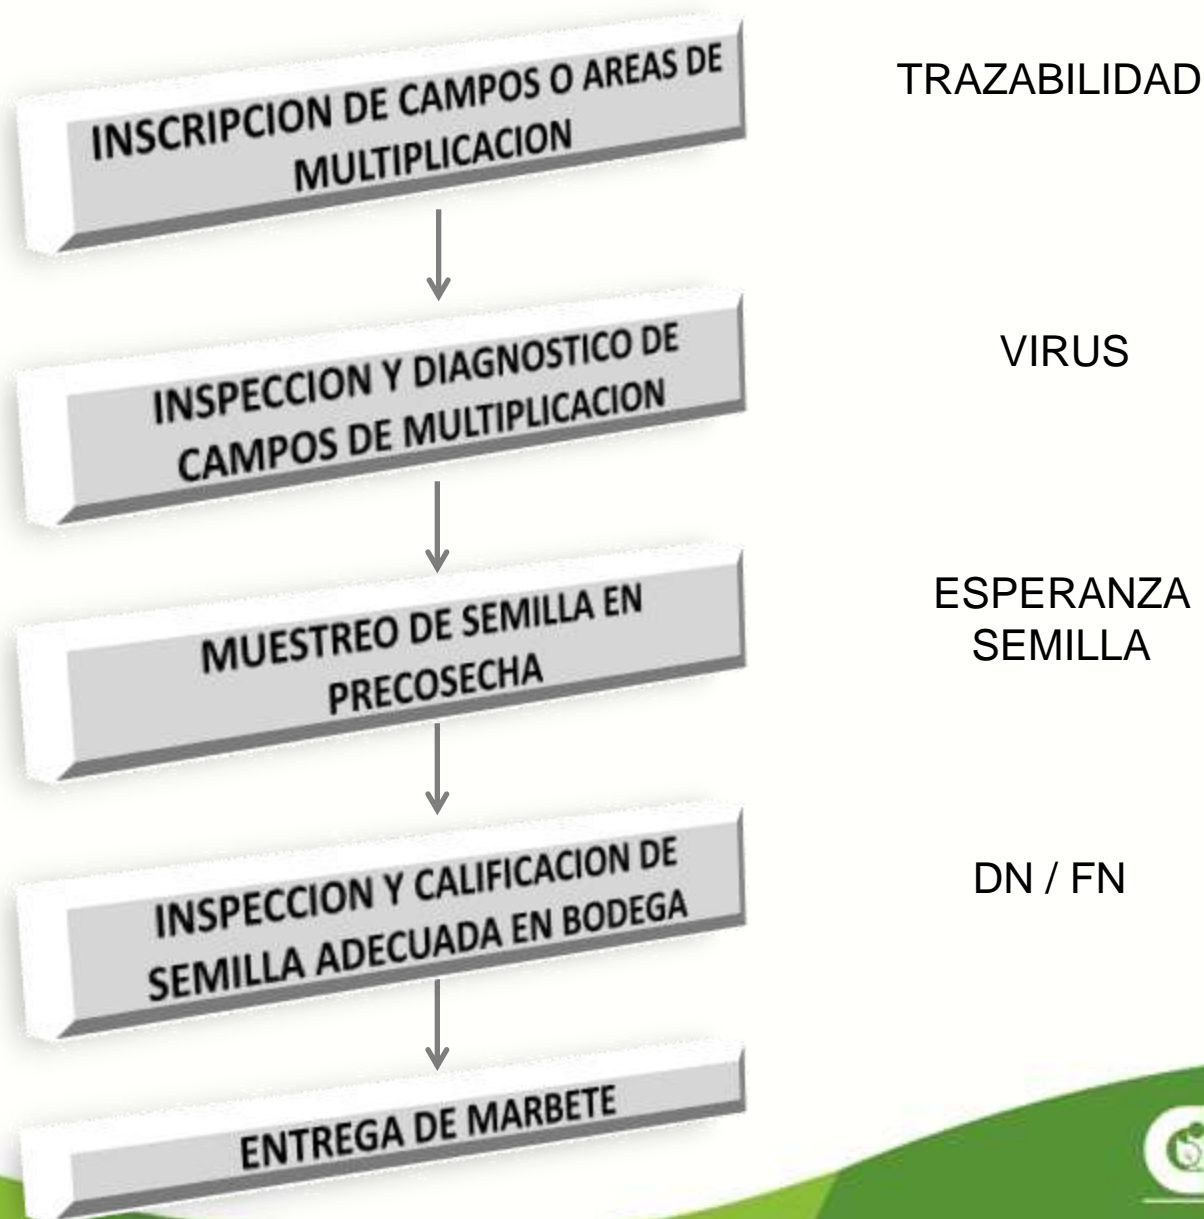 INSCRIPCION DE CAMPOS O AREAS DE
MULTIPLICACION
TRAZABILIDAD
INSPECCION Y DIAGNOSTICO DE
CAMPOS DE MULTIPLICACION
VIRUS
MUESTREO DE SEMILLA EN
PRECOSECHA
ESPERANZA
SEMILLA
INSPECCION Y CALIFICACION DE
SEMILLA ADECUADA EN BODEGA
DN / FN
ENTREGA DE MARBETE